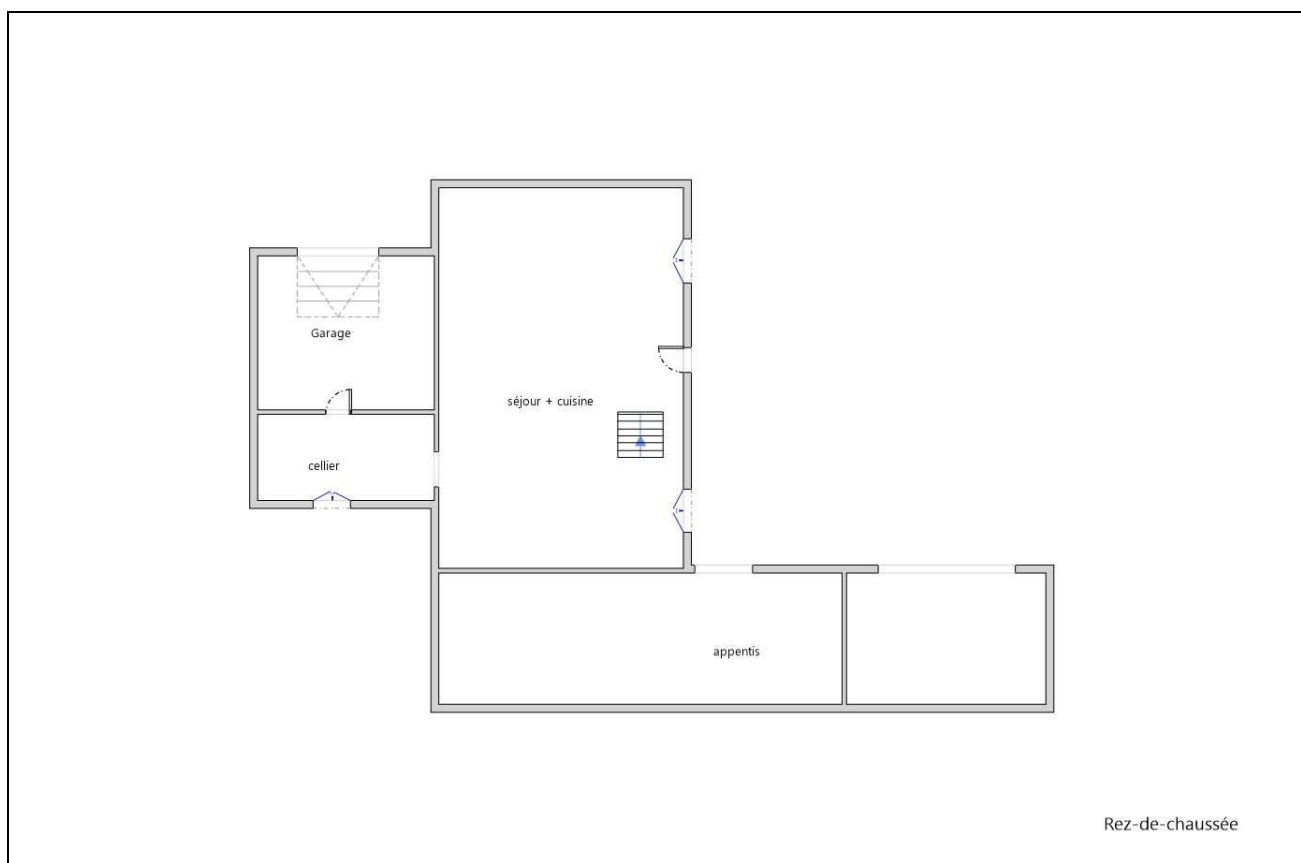 Garage
séjour + cuisine
cellier
appentis
Rez-de-chaussée